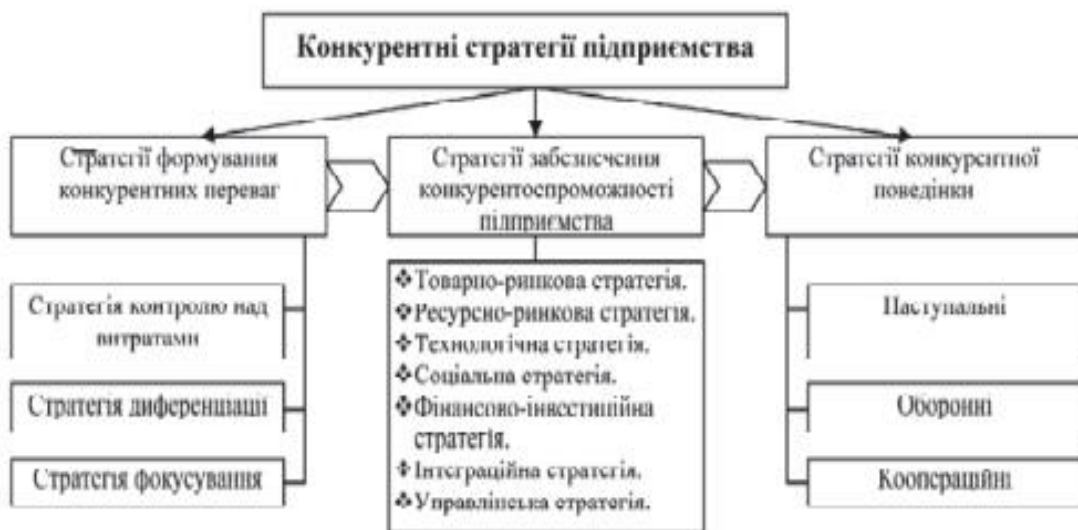 Конкурентні стратегії підприємства
Стратегії формування
конкурентних переваг
Стратегії забезпечення
конкурентоспроможності
підприємства
Стратегії конкурентної
поведінки
Стратегія контролю над
витратами
Стратегія диференціації
Стратегія фокусування
❖Товарно-ринкова стратегія.
❖Ресурсно-ринкова стратегія.
❖Технологічна стратегія.
❖Соціальна стратегія.
❖Фінансово-інвестиційна
стратегія.
❖Інтеграційна стратегія.
❖Управлінська стратегія.
Наступальні
Оборонні
Коопераційні